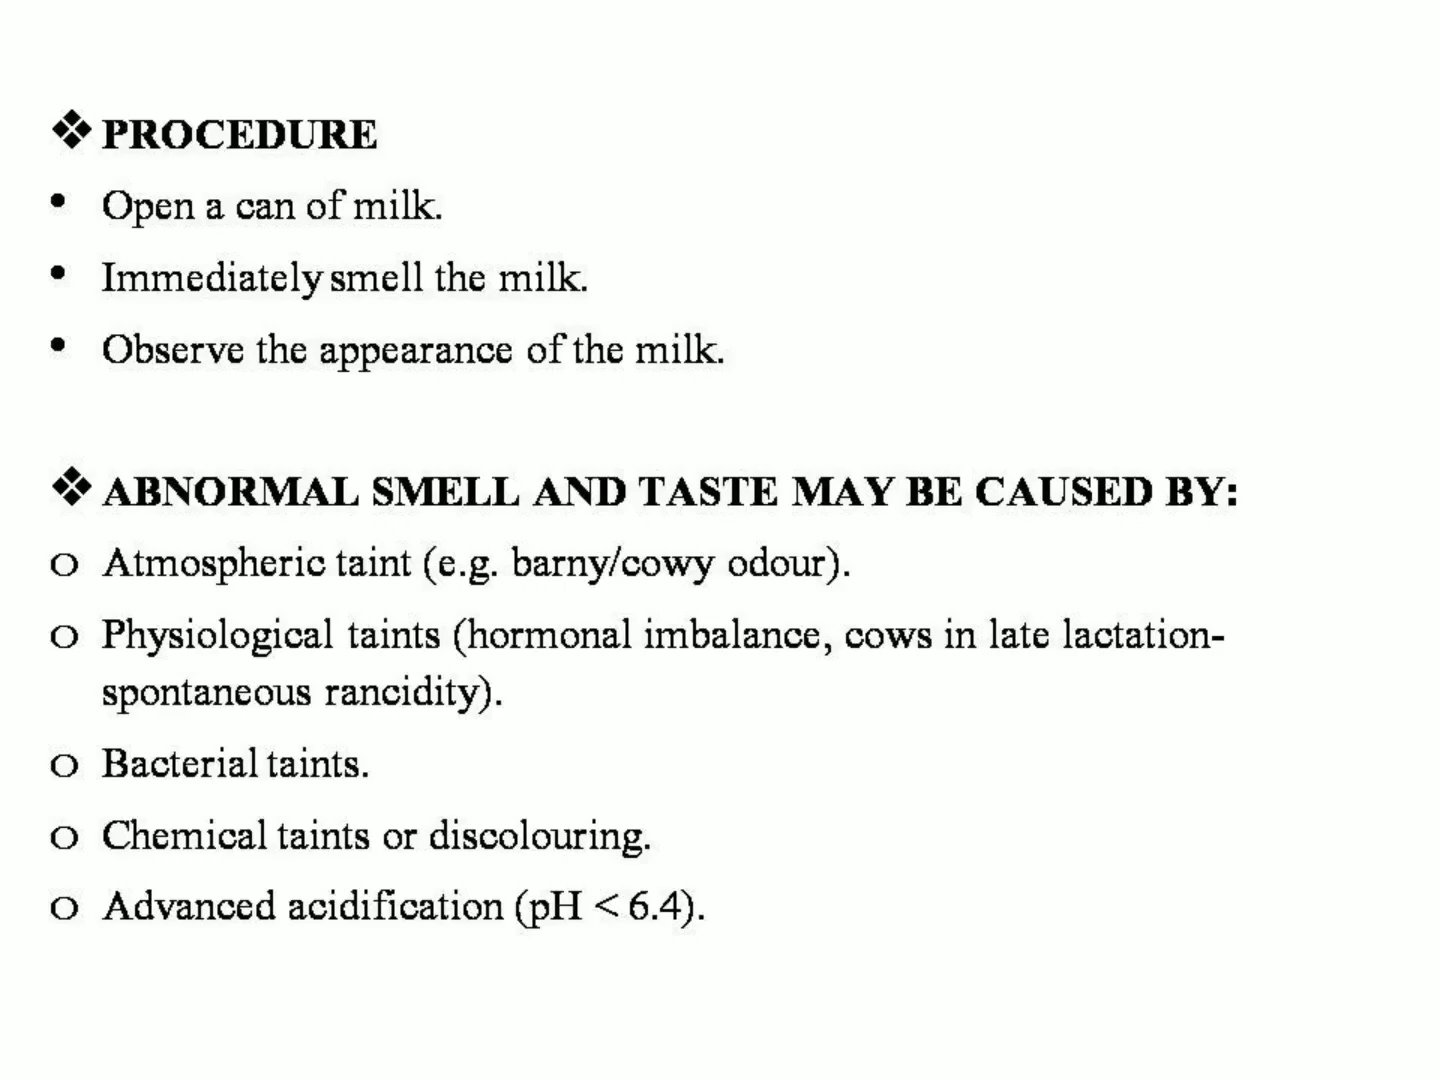 ❖ PROCEDURE
• Open a can of milk.
• Immediately smell the milk.
• Observe the appearance of the milk.
❖ ABNORMAL SMELL AND TASTE MAY BE CAUSED BY:
o Atmospheric taint (e.g. barny/cowy odour).
o Physiological taints (hormonal imbalance, cows in late lactation-
spontaneous rancidity).
o Bacterial taints.
o Chemical taints or discolouring.
o Advanced acidification (pH < 6.4).